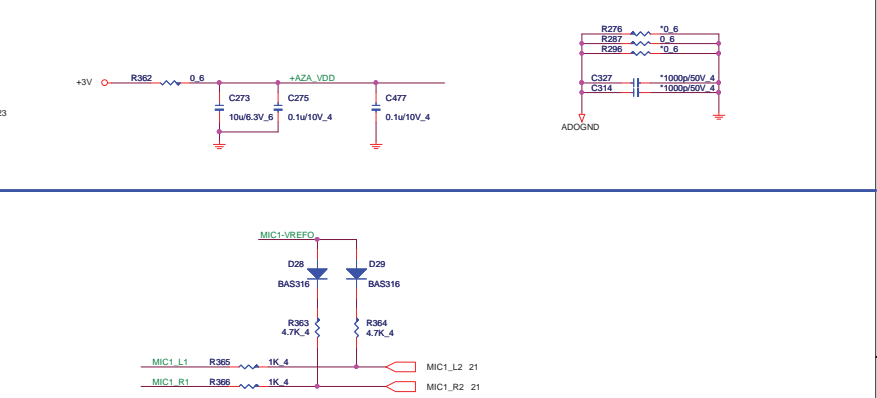 R276 *0_6
R287 0_6
R296 *0_6
+3V R362 0_6 +AZA_VDD
C327 *1000p/50V_4
C314 *1000p/50V_4
C273 C275 C477
10u/6.3V_6 0.1u/10V_4 0.1u/10V_4
23
ADOGND
MIC1-VREFO
D28 D29
BAS316 BAS316
R363 R364
4.7K_4 4.7K_4
MIC1_L1 R365 1K_4 MIC1_L2 21
MIC1_R1 R366 1K_4 MIC1_R2 21